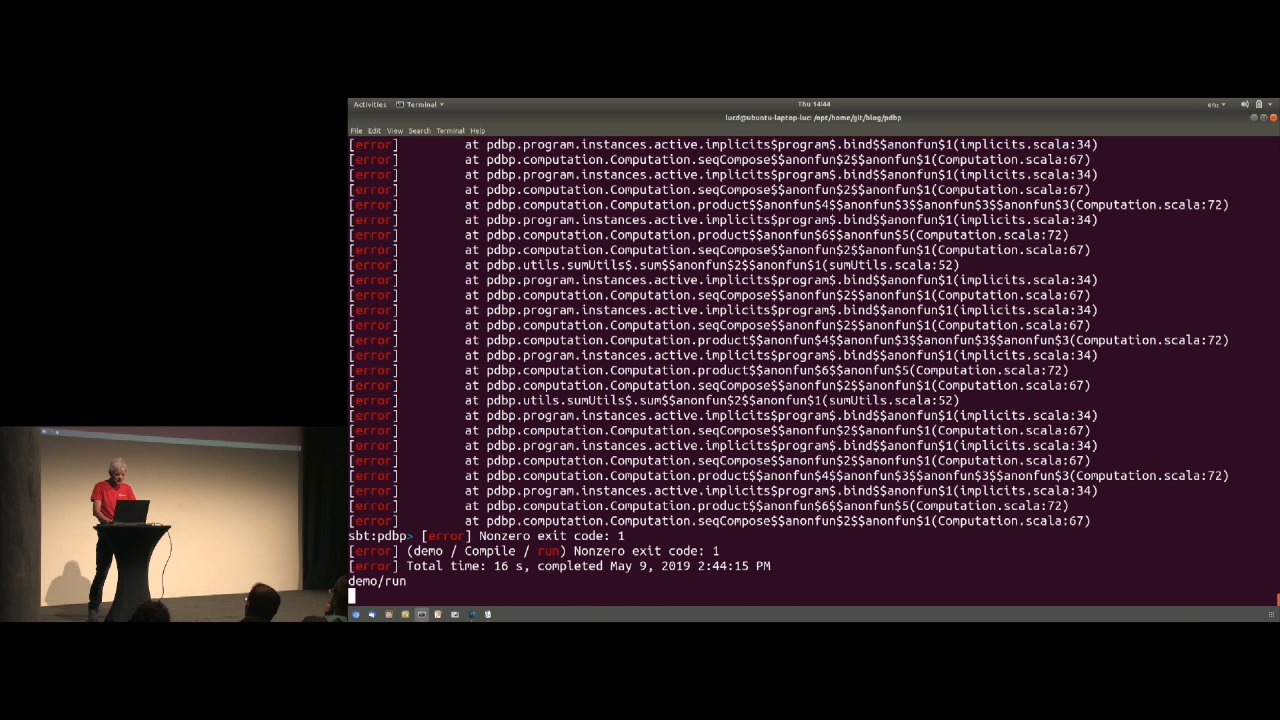 Activities Terminal Thu 14:44 en₂
lucd@ubuntu-laptop-luc: /opt/home/git/blog/pdbp
File Edit View Search Terminal Help
[error] at pdbp.program.instances.active.implicits$program$.bind$$anonfun$1(implicits.scala:34)
[error] at pdbp.computation.Computation.seqCompose$$anonfun$2$$anonfun$1(Computation.scala:67)
[error] at pdbp.program.instances.active.implicits$program$.bind$$anonfun$1(implicits.scala:34)
[error] at pdbp.computation.Computation.seqCompose$$anonfun$2$$anonfun$1(Computation.scala:67)
[error] at pdbp.computation.Computation.product$$anonfun$4$$anonfun$3$$anonfun$3$$anonfun$3(Computation.scala:72)
[error] at pdbp.program.instances.active.implicits$program$.bind$$anonfun$1(implicits.scala:34)
[error] at pdbp.computation.Computation.product$$anonfun$6$$anonfun$5(Computation.scala:72)
[error] at pdbp.computation.Computation.seqCompose$$anonfun$2$$anonfun$1(Computation.scala:67)
[error] at pdbp.utils.sumUtils$.sum$$anonfun$2$$anonfun$1(sumUtils.scala:52)
[error] at pdbp.program.instances.active.implicits$program$.bind$$anonfun$1(implicits.scala:34)
[error] at pdbp.computation.Computation.seqCompose$$anonfun$2$$anonfun$1(Computation.scala:67)
[error] at pdbp.program.instances.active.implicits$program$.bind$$anonfun$1(implicits.scala:34)
[error] at pdbp.computation.Computation.seqCompose$$anonfun$2$$anonfun$1(Computation.scala:67)
[error] at pdbp.computation.Computation.product$$anonfun$4$$anonfun$3$$anonfun$3$$anonfun$3(Computation.scala:72)
[error] at pdbp.program.instances.active.implicits$program$.bind$$anonfun$1(implicits.scala:34)
[error] at pdbp.computation.Computation.product$$anonfun$6$$anonfun$5(Computation.scala:72)
[error] at pdbp.computation.Computation.seqCompose$$anonfun$2$$anonfun$1(Computation.scala:67)
[error] at pdbp.utils.sumUtils$.sum$$anonfun$2$$anonfun$1(sumUtils.scala:52)
[error] at pdbp.program.instances.active.implicits$program$.bind$$anonfun$1(implicits.scala:34)
[error] at pdbp.computation.Computation.seqCompose$$anonfun$2$$anonfun$1(Computation.scala:67)
[error] at pdbp.program.instances.active.implicits$program$.bind$$anonfun$1(implicits.scala:34)
[error] at pdbp.computation.Computation.seqCompose$$anonfun$2$$anonfun$1(Computation.scala:67)
[error] at pdbp.computation.Computation.product$$anonfun$4$$anonfun$3$$anonfun$3$$anonfun$3(Computation.scala:72)
[error] at pdbp.program.instances.active.implicits$program$.bind$$anonfun$1(implicits.scala:34)
[error] at pdbp.computation.Computation.product$$anonfun$6$$anonfun$5(Computation.scala:72)
[error] at pdbp.computation.Computation.seqCompose$$anonfun$2$$anonfun$1(Computation.scala:67)
sbt:pdbp> [error] Nonzero exit code: 1
[error] (demo / Compile / run) Nonzero exit code: 1
[error] Total time: 16 s, completed May 9, 2019 2:44:15 PM
demo/run